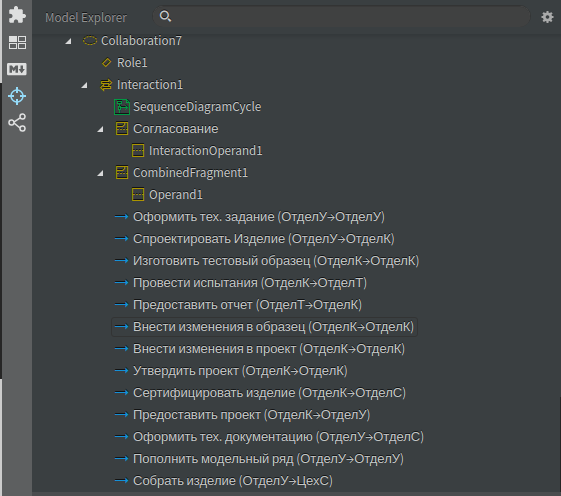 Model Explorer
Collaboration7
Role1
Interaction1
SequenceDiagramCycle
Согласование
InteractionOperand1
CombinedFragment1
Operand1
Оформить тех. задание (ОтделУ→ОтделУ)
Спроектировать Изделие (ОтделУ→ОтделК)
Изготовить тестовый образец (ОтделК→ОтделК)
Провести испытания (ОтделК→ОтделТ)
Предоставить отчет (ОтделТ→ОтделК)
Внести изменения в образец (ОтделК→ОтделК)
Внести изменения в проект (ОтделК→ОтделК)
Утвердить проект (ОтделК→ОтделК)
Сертифицировать изделие (ОтделК→ОтделС)
Предоставить проект (ОтделК→ОтделУ)
Оформить тех. документацию (ОтделУ→ОтделС)
Пополнить модельный ряд (ОтделУ→ОтделУ)
Собрать изделие (ОтделУ→ЦехС)